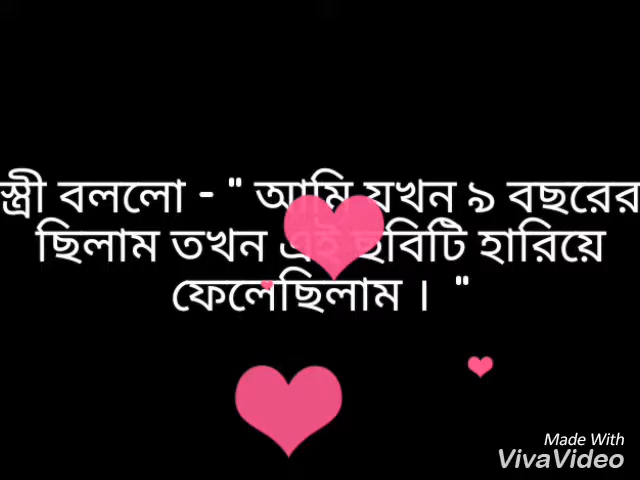 স্ত্রী বললো - " আমি যখন ৯ বছরের
ছিলাম তখন এই ছবিটি হারিয়ে
ফেলেছিলাম । "
Made With
VivaVideo